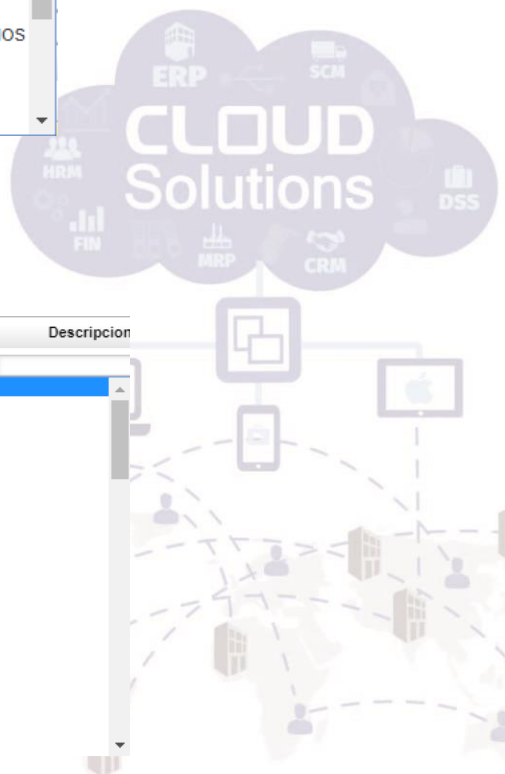 os
ERP
SCM
CLOUD
HRM
Solutions
DSS
FIN
MRP
CRM
Descripcion